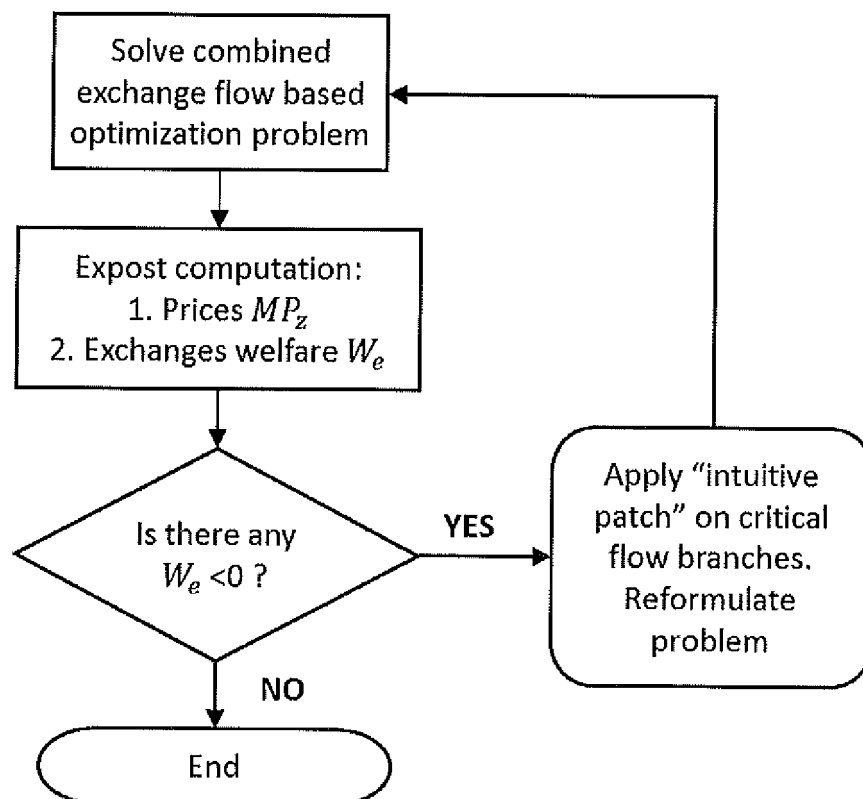 Solve combined
exchange flow based
optimization problem
Expost computation:
1. Prices MP_z
2. Exchanges welfare W_e
Is there any
W_e <0 ?
YES
Apply “intuitive
patch” on critical
flow branches.
Reformulate
problem
NO
End